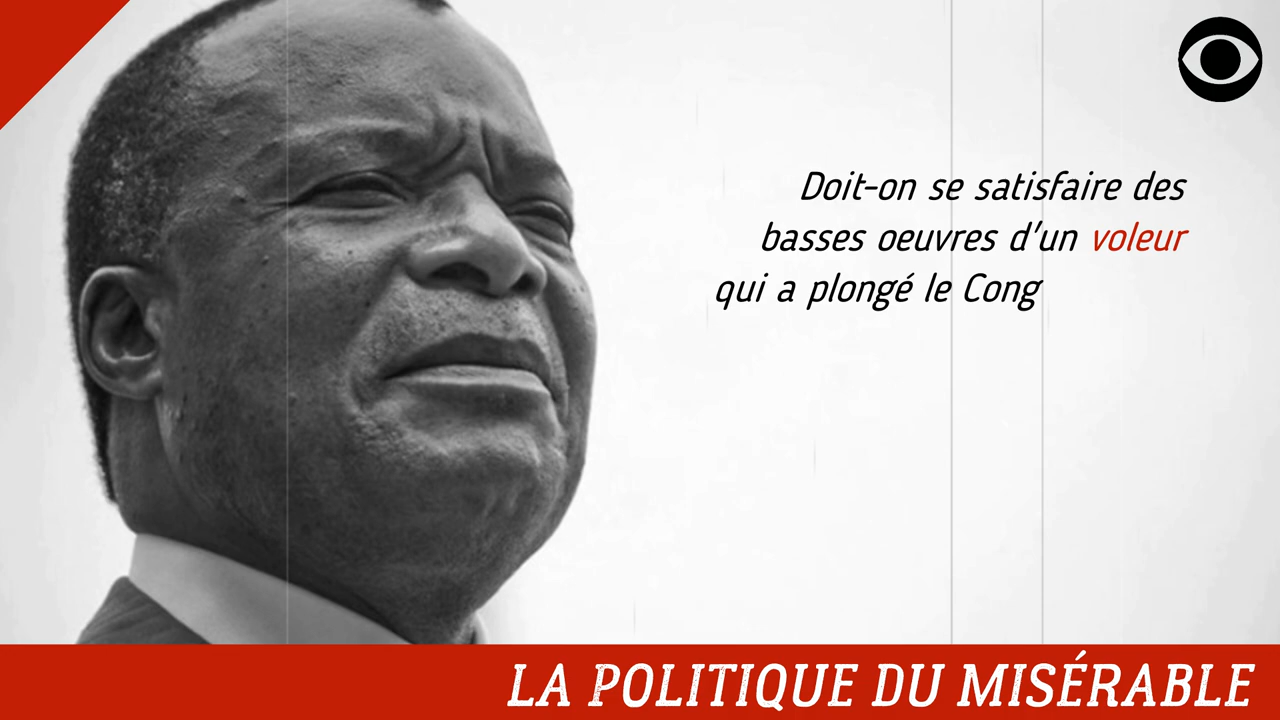 Doit-on se satisfaire des
basses oeuvres d'un voleur
qui a plongé le Cong
LA POLITIQUE DU MISÉRABLE